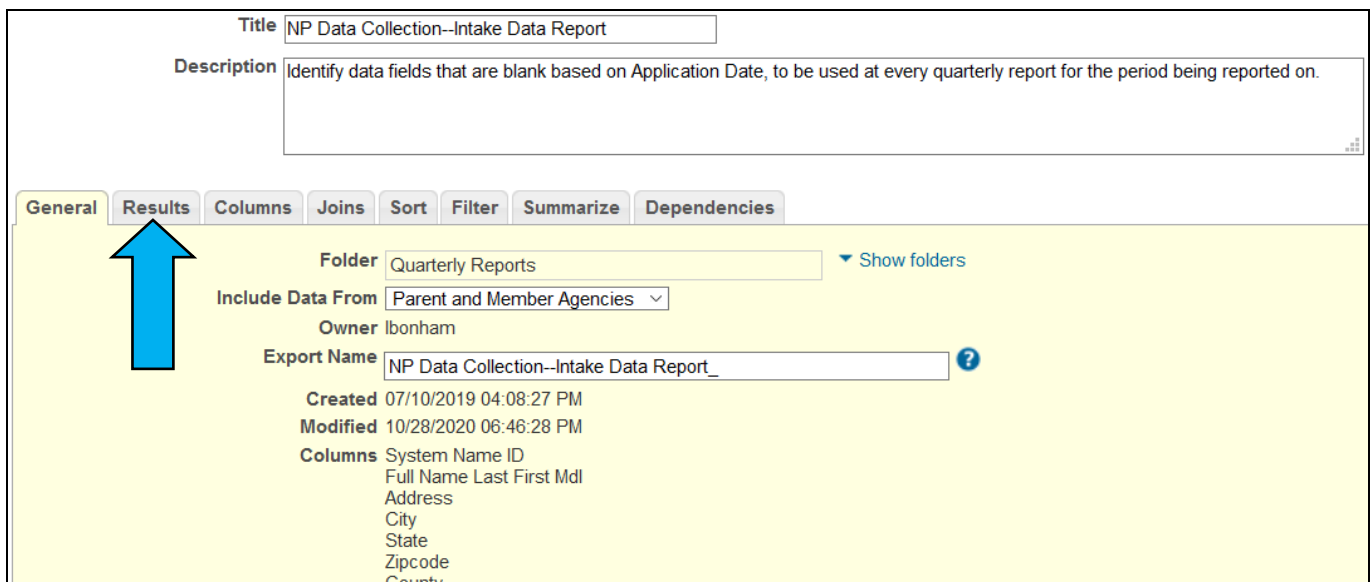 Title NP Data Collection--Intake Data Report
Description Identify data fields that are blank based on Application Date, to be used at every quarterly report for the period being reported on.
General Results Columns Joins Sort Filter Summarize Dependencies
Folder Quarterly Reports Show folders
Include Data From Parent and Member Agencies
Owner lbonham
Export Name NP Data Collection--Intake Data Report_ ?
Created 07/10/2019 04:08:27 PM
Modified 10/28/2020 06:46:28 PM
Columns System Name ID
Full Name Last First Mdl
Address
City
State
Zipcode
County